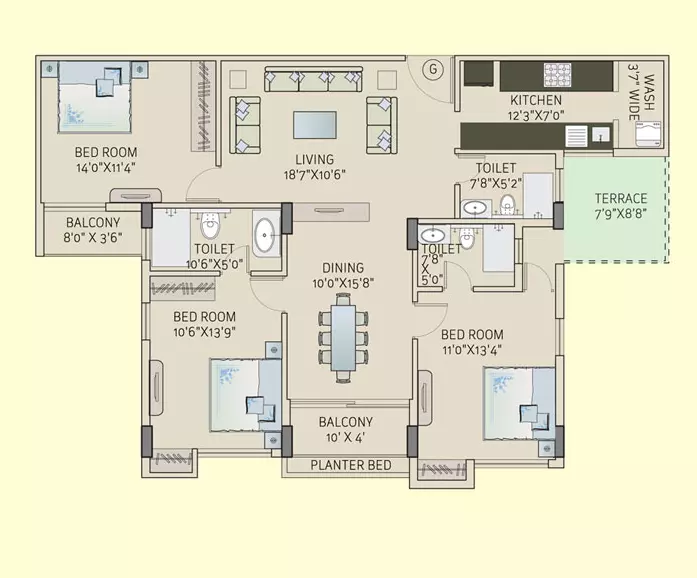 G
KITCHEN
12'3"X7'0"
WASH
3'7" WIDE
BED ROOM
14'0"X11'4"
LIVING
18'7"X10'6"
TOILET
7'8"X5'2"
TERRACE
7'9"X8'8"
BALCONY
8'0" X 3'6"
TOILET
10'6"X5'0"
TOILET
7'8"
X
5'0"
DINING
10'0"X15'8"
BED ROOM
10'6"X13'9"
BED ROOM
11'0"X13'4"
BALCONY
10' X 4'
PLANTER BED